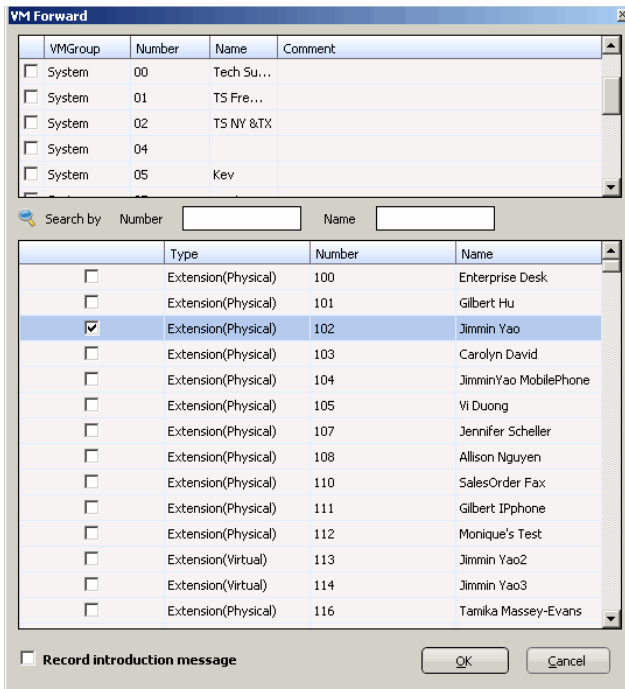 VM Forward
VMGroup Number Name Comment
System 00 Tech Su...
System 01 TS Fre...
System 02 TS NY &TX
System 04
System 05 Kev
Search by Number Name
Type Number Name
Extension(Physical) 100 Enterprise Desk
Extension(Physical) 101 Gilbert Hu
Extension(Physical) 102 Jimmin Yao
Extension(Physical) 103 Carolyn David
Extension(Physical) 104 JimminYao MobilePhone
Extension(Physical) 105 Vi Duong
Extension(Physical) 107 Jennifer Scheller
Extension(Physical) 108 Allison Nguyen
Extension(Physical) 110 SalesOrder Fax
Extension(Physical) 111 Gilbert IPphone
Extension(Physical) 112 Monique's Test
Extension(Virtual) 113 Jimmin Yao2
Extension(Virtual) 114 Jimmin Yao3
Extension(Physical) 116 Tamika Massey-Evans
Record introduction message OK Cancel